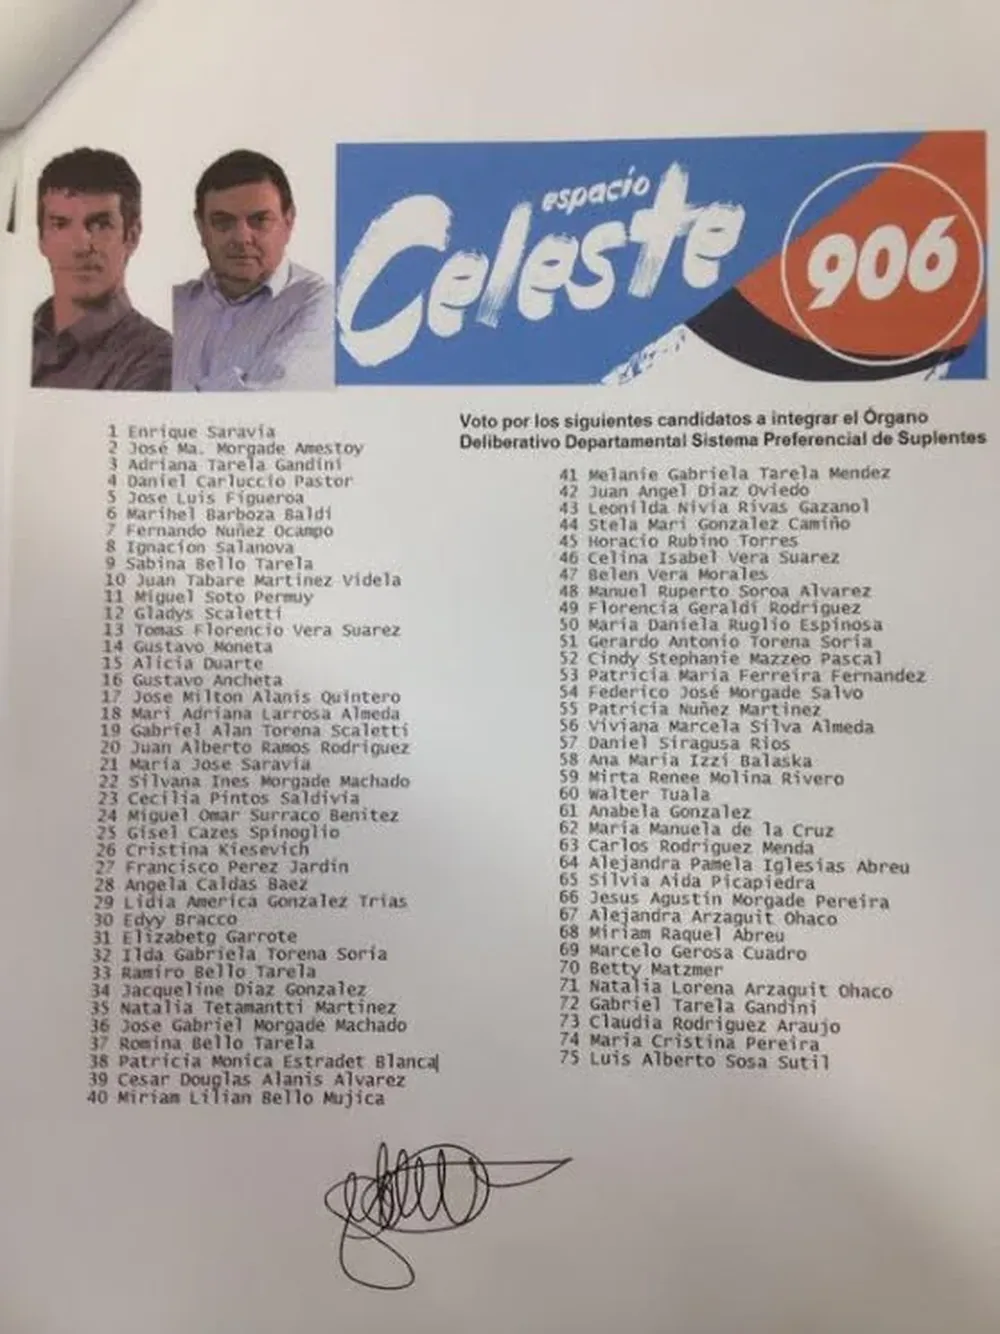 espacio
Celeste
906
Voto por los siguientes candidatos a integrar el Órgano
Deliberativo Departamental Sistema Preferencial de Suplentes
1 Enrique Saravia
2 José Ma. Morgade Amestoy
3 Adriana Tarela Gandini
4 Daniel Carluccio Pastor
5 Jose Luis Figueroa
6 Marihel Barboza Baldi
7 Fernando Nuñez Ocampo
8 Ignacion Salanova
9 Sabina Bello Tarela
10 Juan Tabare Martinez Videla
11 Miguel Soto Permuy
12 Gladys Scaletti
13 Tomas Florencio Vera Suarez
14 Gustavo Moneta
15 Alicia Duarte
16 Gustavo Ancheta
17 Jose Milton Alanis Quintero
18 Mari Adriana Larrosa Almeda
19 Gabriel Alan Torena Scaletti
20 Juan Alberto Ramos Rodriguez
21 María Jose Saravia
22 Silvana Ines Morgade Machado
23 Cecilia Pintos Saldivia
24 Miguel Omar Surraco Benitez
25 Gisel Cazes Spinoglio
26 Cristina Kiesevich
27 Francisco Perez Jardin
28 Angela Caldas Baez
29 Lidia America Gonzalez Trias
30 Edyy Bracco
31 Elizabetg Garrote
32 Ilda Gabriela Torena Soria
33 Ramiro Bello Tarela
34 Jacqueline Diaz Gonzalez
35 Natalia Tetamantti Martinez
36 Jose Gabriel Morgade Machado
37 Romina Bello Tarela
38 Patricia Monica Estradet Blanca
39 Cesar Douglas Alanis Alvarez
40 Miriam Lilian Bello Mujica
41 Melanie Gabriela Tarela Mendez
42 Juan Angel Diaz Oviedo
43 Leonilda Nivia Rivas Gazanol
44 Stela Mari Gonzalez Camiño
45 Horacio Rubino Torres
46 Celina Isabel Vera Suarez
47 Belen Vera Morales
48 Manuel Ruperto Soroa Alvarez
49 Florencia Geraldi Rodriguez
50 María Daniela Ruglio Espinosa
51 Gerardo Antonio Torena Soria
52 Cindy Stephanie Mazzeo Pascal
53 Patricia María Ferreira Fernandez
54 Federico José Morgade Salvo
55 Patricia Nuñez Martinez
56 Viviana Marcela Silva Almeda
57 Daniel Siragusa Rios
58 Ana María Izzi Balaska
59 Mirta Renee Molina Rivero
60 Walter Tuala
61 Anabela Gonzalez
62 María Manuela de la Cruz
63 Carlos Rodriguez Menda
64 Alejandra Pamela Iglesias Abreu
65 Silvia Aida Picapiedra
66 Jesus Agustin Morgade Pereira
67 Alejandra Arzaguit Ohaco
68 Miriam Raquel Abreu
69 Marcelo Gerosa Cuadro
70 Betty Matzmer
71 Natalia Lorena Arzaguit Ohaco
72 Gabriel Tarela Gandini
73 Claudia Rodriguez Araujo
74 María Cristina Pereira
75 Luis Alberto Sosa Sutil